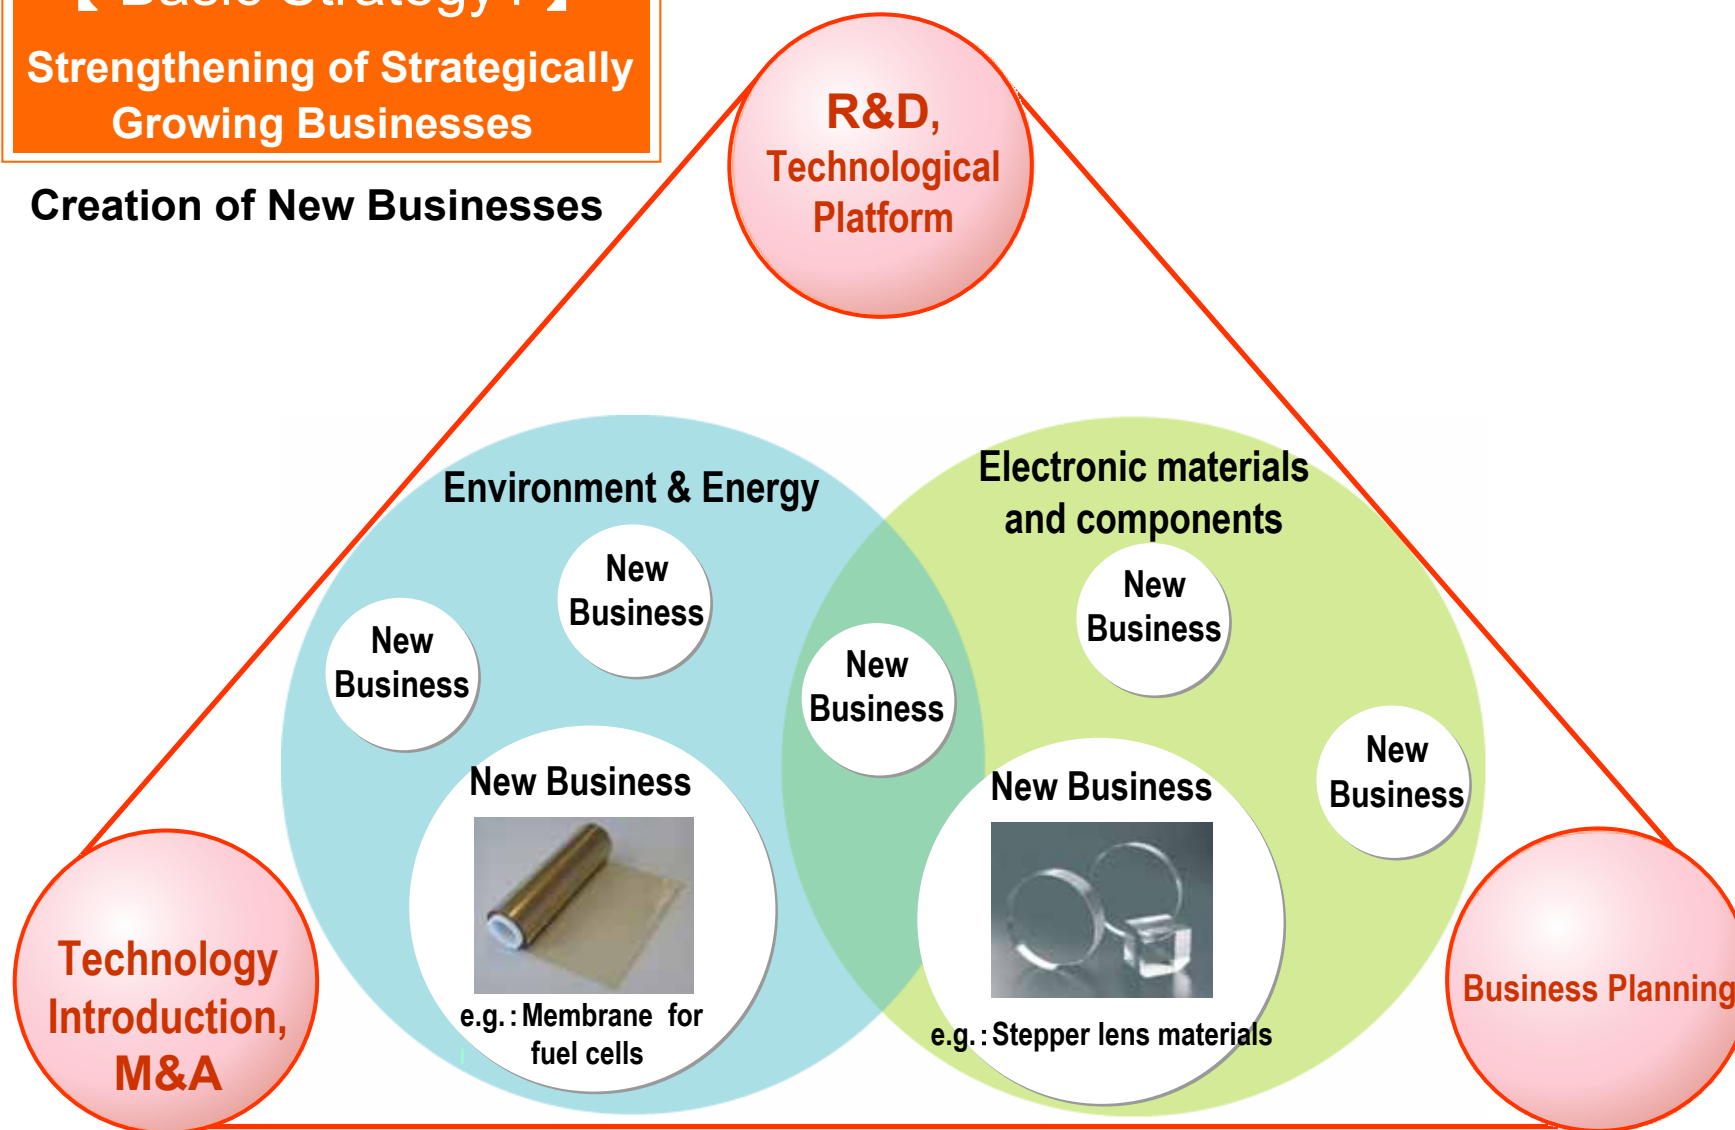 【 Basic Strategy
Strengthening of Strategically
Growing Businesses
Creation of New Businesses
R&D,
Technological
Platform
Environment & Energy
Electronic materials
and components
New
Business
New
Business
New
Business
New
Business
New
Business
New Business
e.g. : Membrane for
fuel cells
New Business
e.g. : Stepper lens materials
Technology
Introduction,
M&A
Business Planning